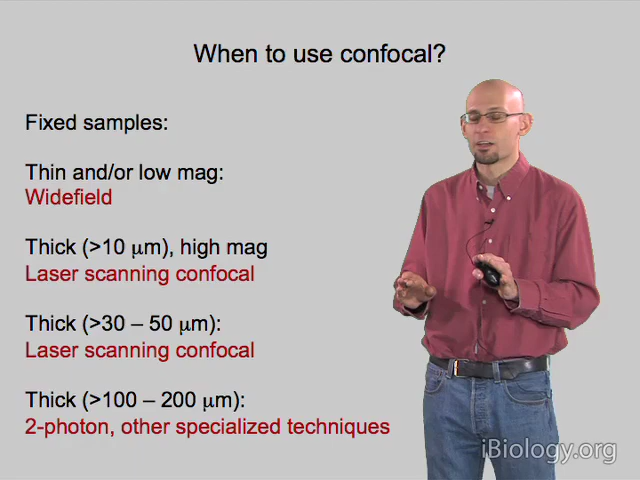 When to use confocal?
Fixed samples:
Thin and/or low mag:
Widefield
Thick (>10 μm), high mag
Laser scanning confocal
Thick (>30 – 50 μm):
Laser scanning confocal
Thick (>100 – 200 μm):
2-photon, other specialized techniques
iBiology.org